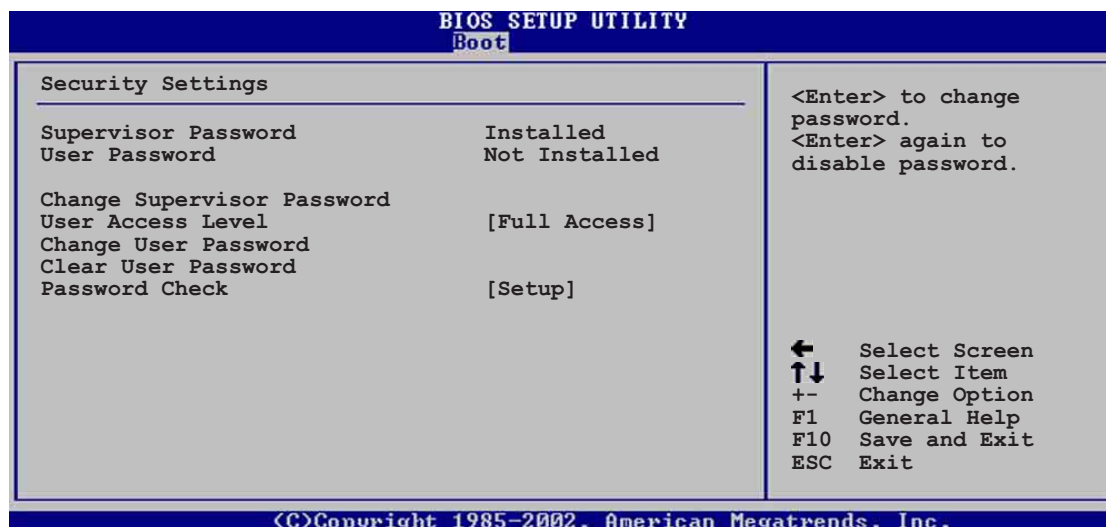 BIOS SETUP UTILITY
Boot
Security Settings
Supervisor Password Installed
User Password Not Installed
Change Supervisor Password
User Access Level [Full Access]
Change User Password
Clear User Password
Password Check [Setup]
<Enter> to change
password.
<Enter> again to
disable password.
← Select Screen
↑↓ Select Item
+- Change Option
F1 General Help
F10 Save and Exit
ESC Exit
(C)Copyright 1985-2002, American Megatrends, Inc.